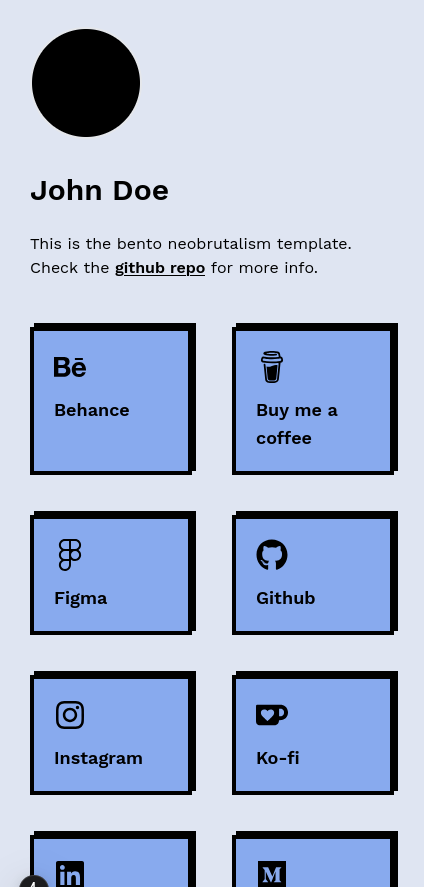 John Doe
This is the bento neobrutalism template.
Check the github repo for more info.
Bē
Behance
Buy me a
coffee
Figma
Github
Instagram
Ko-fi
in
M